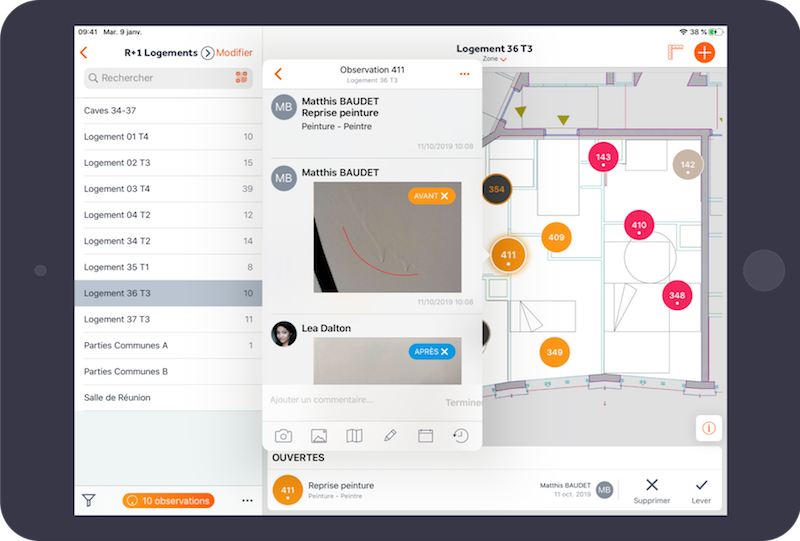 09:41 Mar. 9 janv.
38 %
R+1 Logements
Modifier
Rechercher
Caves 34-37
Logement 01 T4 10
Logement 02 T3 15
Logement 03 T4 39
Logement 04 T2 12
Logement 34 T2 14
Logement 35 T1 8
Logement 36 T3 10
Logement 37 T3 11
Parties Communes A 1
Parties Communes B
Salle de Réunion
10 observations
Observation 411
Logement 36 T3
MB
Matthis BAUDET
Reprise peinture
Peinture - Peintre
11/10/2019 10:08
MB
Matthis BAUDET
AVANT
11/10/2019 10:08
Lea Dalton
APRÈS
Ajouter un commentaire...
Termine
Logement 36 T3
Zone
143
142
354
410
409
411
348
349
OUVERTES
411
Reprise peinture
Peinture - Peintre
Matthis BAUDET
11 oct. 2019
MB
Supprimer
Lever